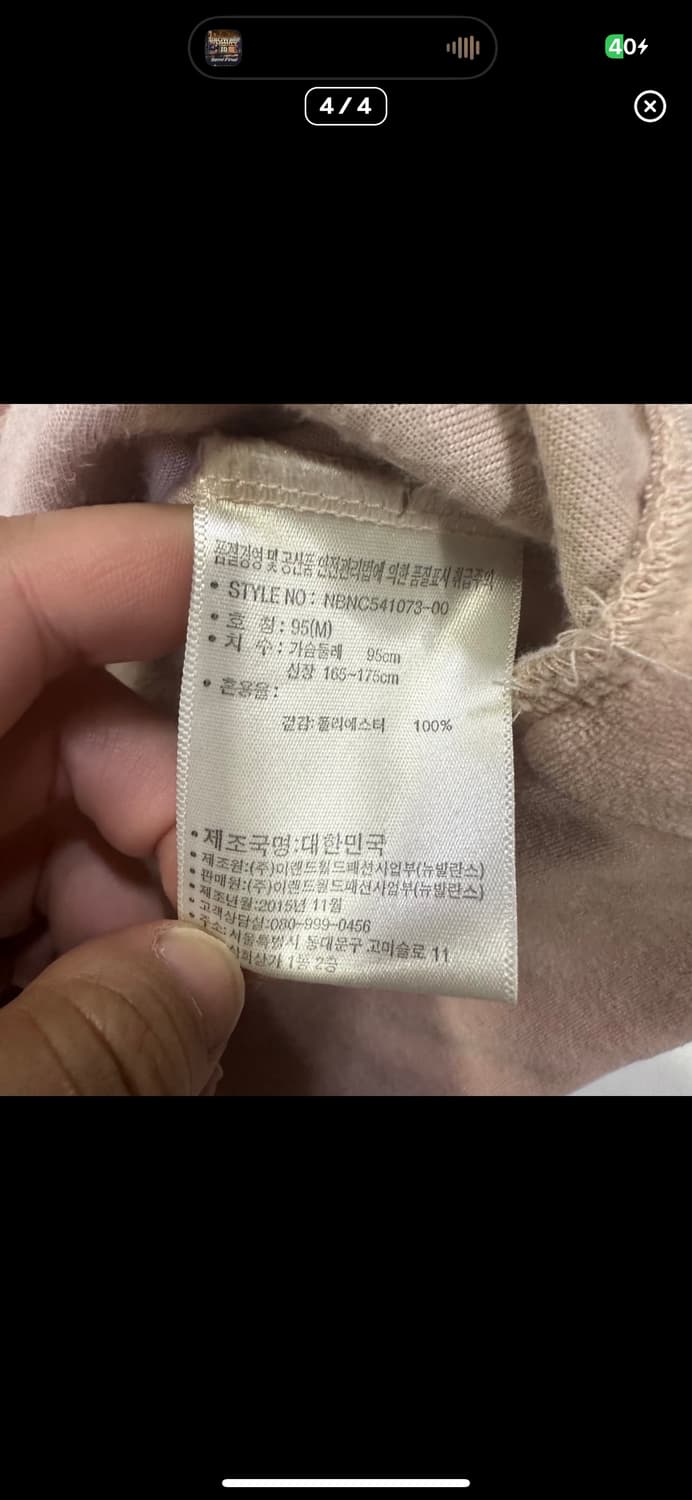 40
4 / 4
품질경영 및 공산품 안전관리법에 의한 품질표시 취급주의
• STYLE NO : NBNC541073-00
• 호 칭 : 95(M)
• 치 수 : 가슴둘레 95cm
신장 165~175cm
• 혼용율 :
겉감: 폴리에스터 100%
• 제조국명:대한민국
• 제조원:(주)이랜드월드패션사업부(뉴발란스)
• 판매원:(주)이랜드월드패션사업부(뉴발란스)
• 제조년월:2015년 11월
• 고객상담실:080-999-0456
• 주소:서울특별시 동대문구 고미술로 11
1동 2층